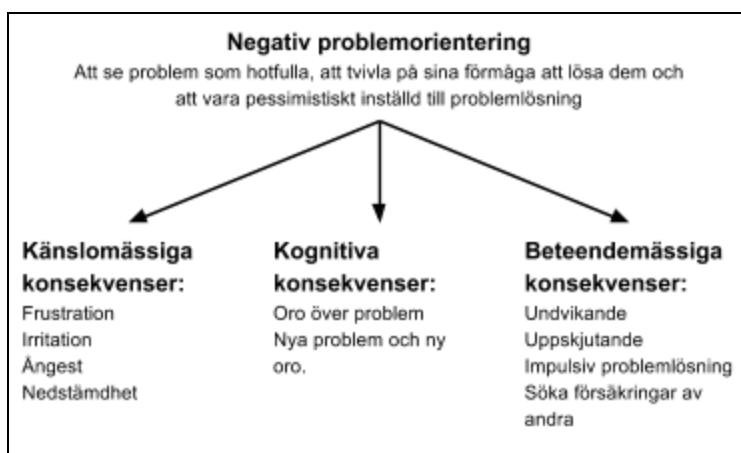 Negativ problemorientering
Att se problem som hotfulla, att tvivla på sina förmåga att lösa dem och
att vara pessimistiskt inställd till problemlösning
Känslomässiga
konsekvenser:
Frustration
Irritation
Ångest
Nedstämdhet
Kognitiva
konsekvenser:
Oro över problem
Nya problem och ny
oro.
Beteendemässiga
konsekvenser:
Undvikande
Uppskjutande
Impulsiv problemlösning
Söka försäkringar av
andra